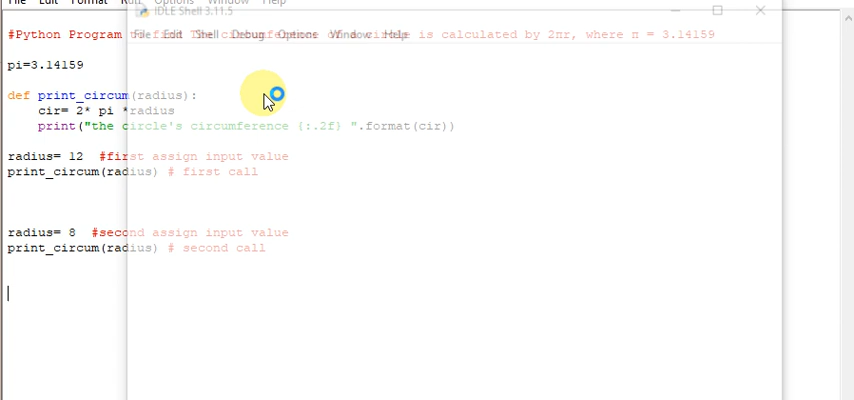 File Edit Format Run Options Window Help
IDLE Shell 3.11.5
File Edit Shell Debug Options Window Help
#Python Program to find The circumference of a circle is calculated by 2πr, where π = 3.14159
pi=3.14159
def print_circum(radius):
cir= 2* pi *radius
print("the circle's circumference {:.2f} ".format(cir))
radius= 12 #first assign input value
print_circum(radius) # first call
radius= 8 #second assign input value
print_circum(radius) # second call